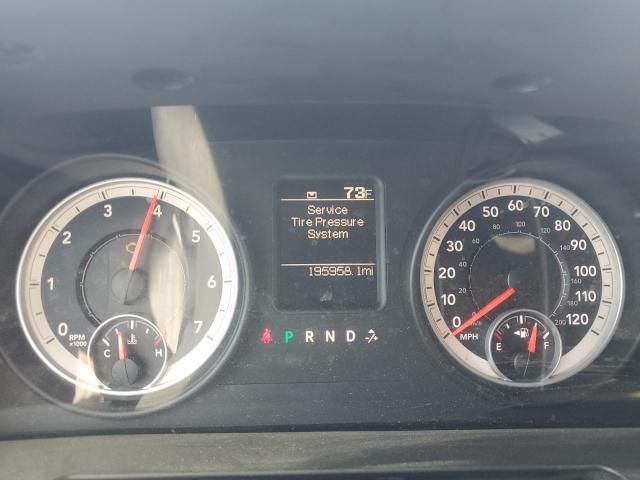 73F
Service
Tire Pressure
System
195958.1mi
0 1 2 3 4 5 6 7
RPM
x1000
C H
P R N D
0 10 20 30 40 50 60 70 80 90 100 110 120
MPH
E F